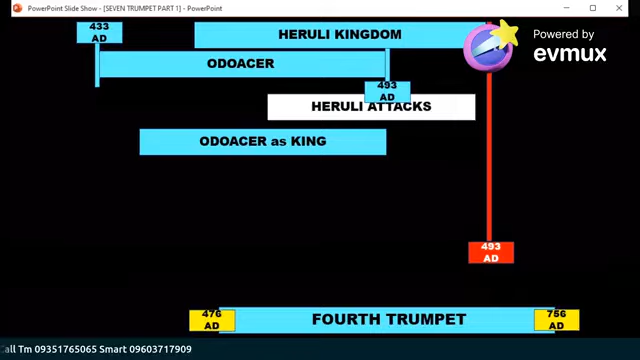 PowerPoint Slide Show - [SEVEN TRUMPET PART 1] - PowerPoint
433
AD
HERULI KINGDOM
Powered by
evmux
ODOACER
493
AD
HERULI ATTACKS
ODOACER as KING
493
AD
476
AD
FOURTH TRUMPET
756
AD
Call Tm 09351765065 Smart 09603717909